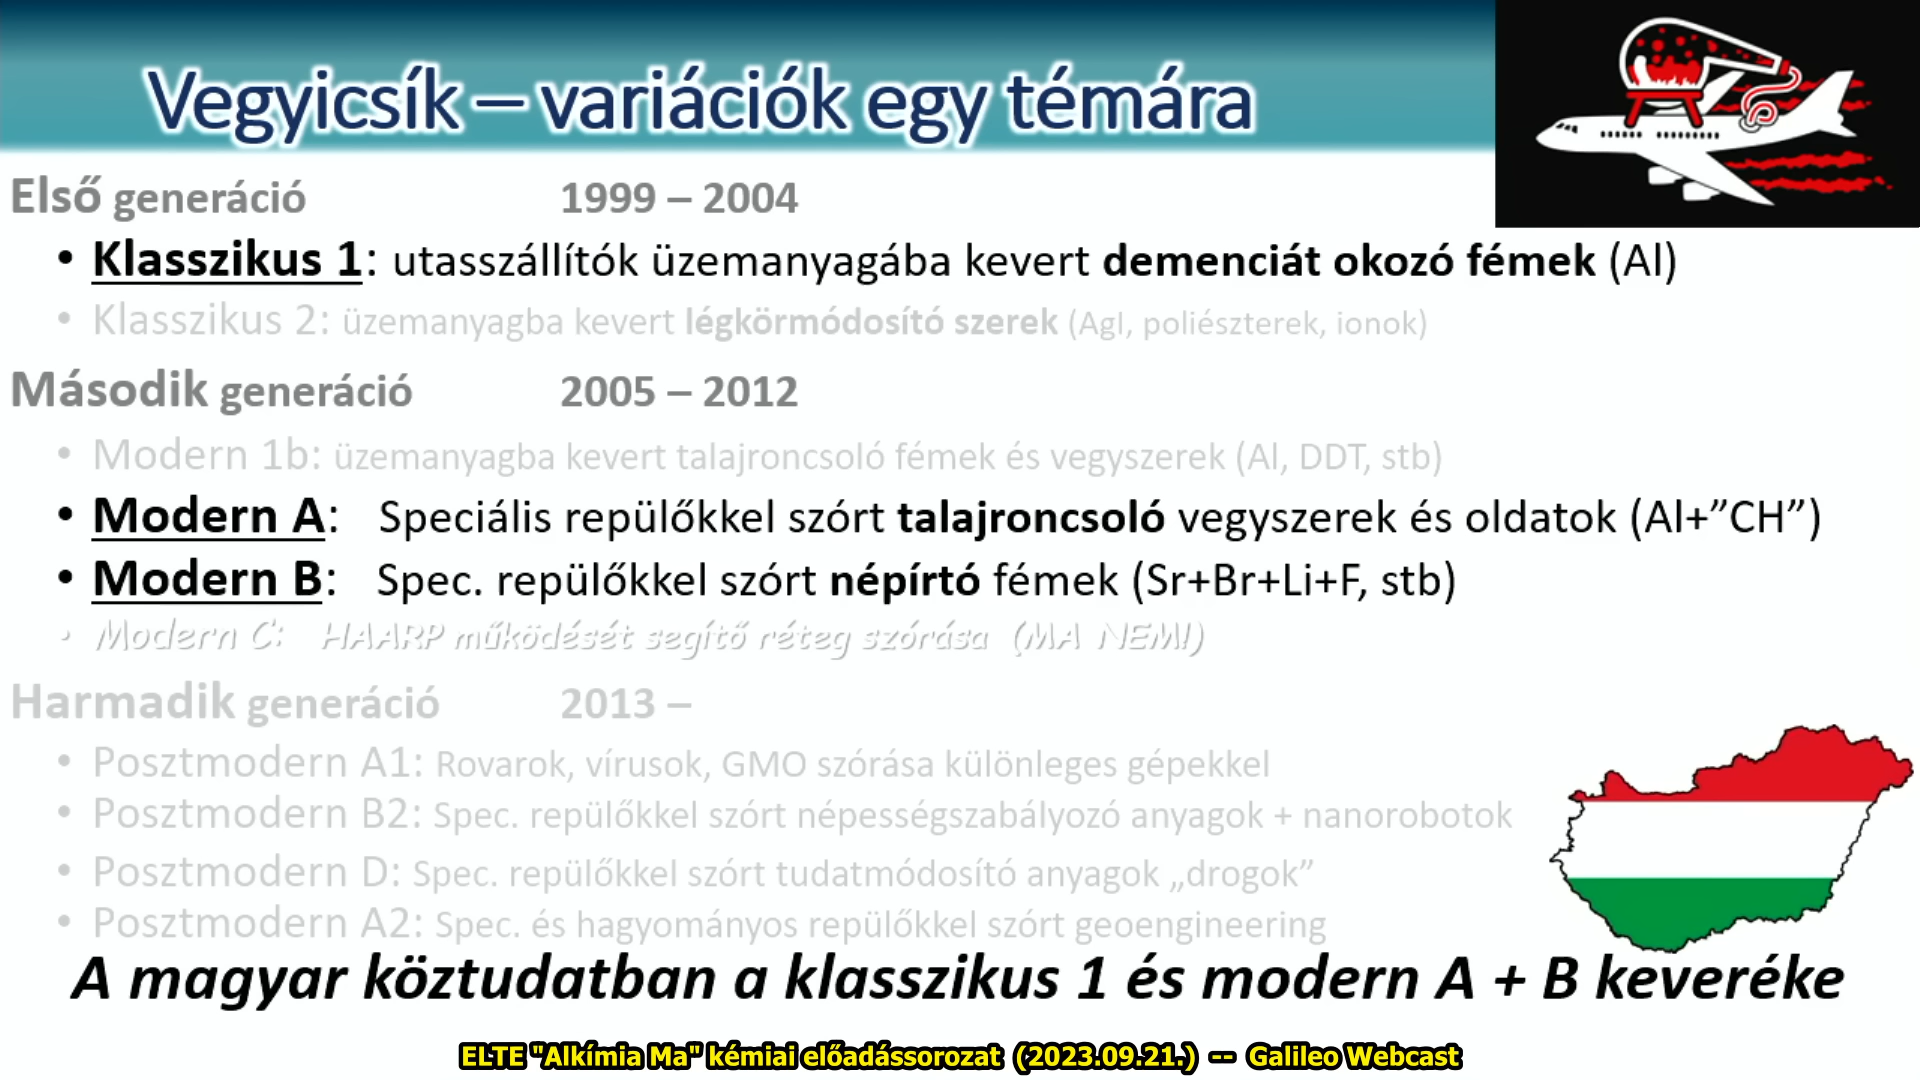 Vegyicsík – variációk egy témára
Első generáció 1999 – 2004
• Klasszikus 1: utasszállítók üzemanyagába kevert demenciát okozó fémek (Al)
• Klasszikus 2: üzemanyagba kevert légkörmódosító szerek (AgI, poliészterek, ionok)
Második generáció 2005 – 2012
• Modern 1b: üzemanyagba kevert talajroncsoló fémek és vegyszerek (Al, DDT, stb)
• Modern A: Speciális repülőkkel szórt talajroncsoló vegyszerek és oldatok (Al+”CH”)
• Modern B: Spec. repülőkkel szórt népírtó fémek (Sr+Br+Li+F, stb)
• Modern C: HAARP működését segítő réteg szórása (MA NEM!)
Harmadik generáció 2013 –
• Posztmodern A1: Rovarok, vírusok, GMO szórása különleges gépekkel
• Posztmodern B2: Spec. repülőkkel szórt népességszabályozó anyagok + nanorobotok
• Posztmodern D: Spec. repülőkkel szórt tudatmódosító anyagok „drogok”
• Posztmodern A2: Spec. és hagyományos repülőkkel szórt geoengineering
A magyar köztudatban a klasszikus 1 és modern A + B keveréke
ELTE "Alkímia Ma" kémiai előadássorozat (2023.09.21.) -- Galileo Webcast